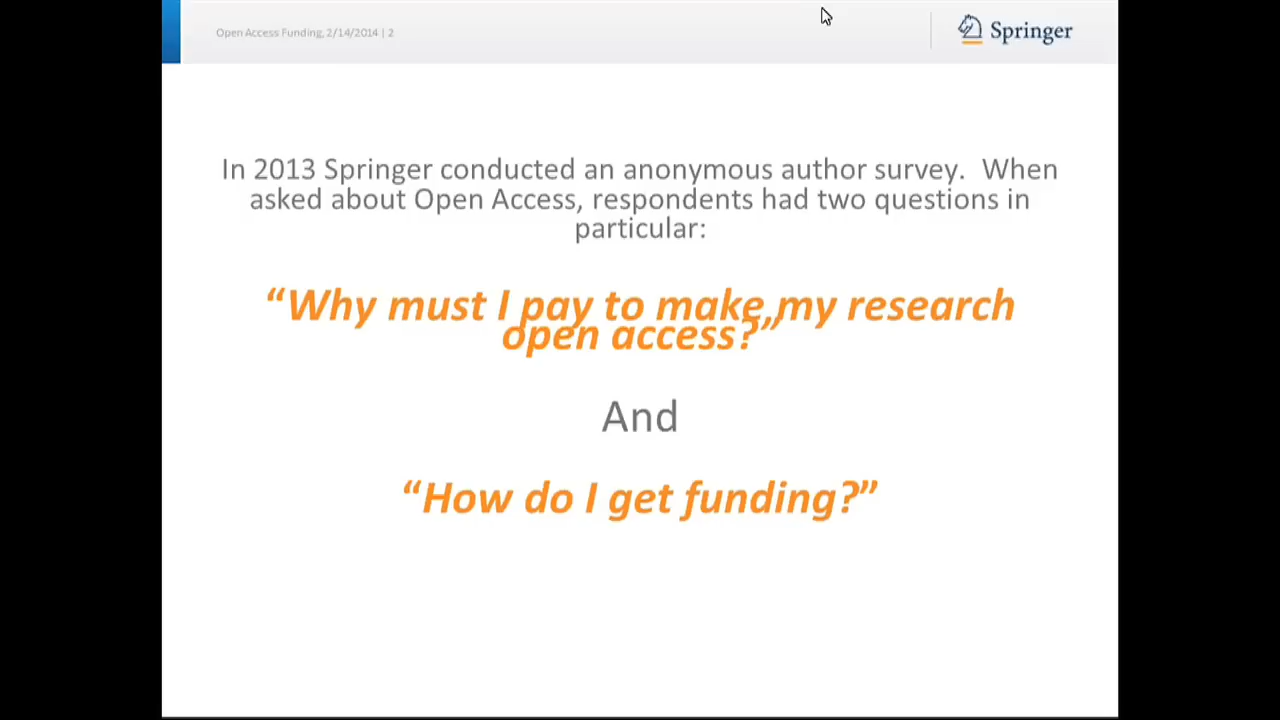 Open Access Funding, 2/14/2014 | 2
Springer
In 2013 Springer conducted an anonymous author survey.  When
asked about Open Access, respondents had two questions in
particular:
“Why must I pay to make my research
open access?”
And
“How do I get funding?”